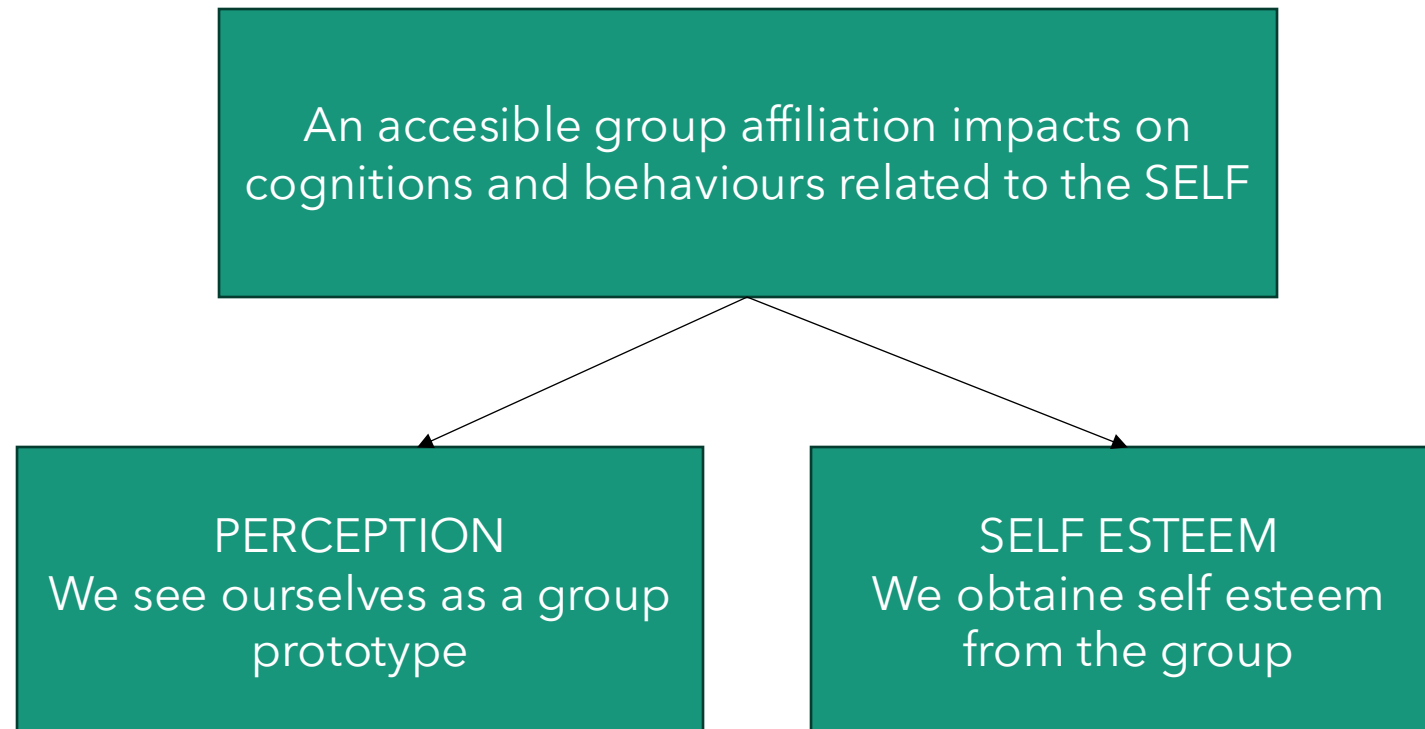 An accesible group affiliation impacts on
cognitions and behaviours related to the SELF
PERCEPTION
We see ourselves as a group
prototype
SELF ESTEEM
We obtaine self esteem
from the group